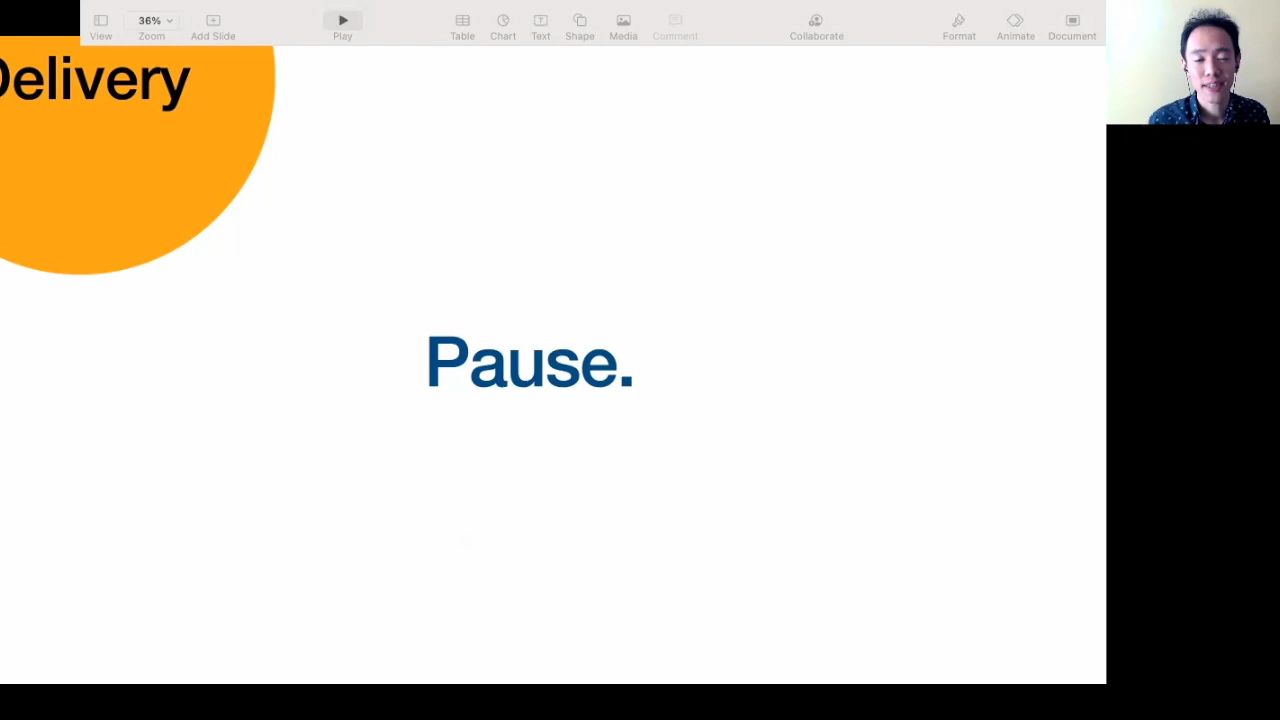 36%
View
Zoom
Add Slide
Play
Table
Chart
Text
Shape
Media
Comment
Collaborate
Format
Animate
Document
Delivery
Pause.